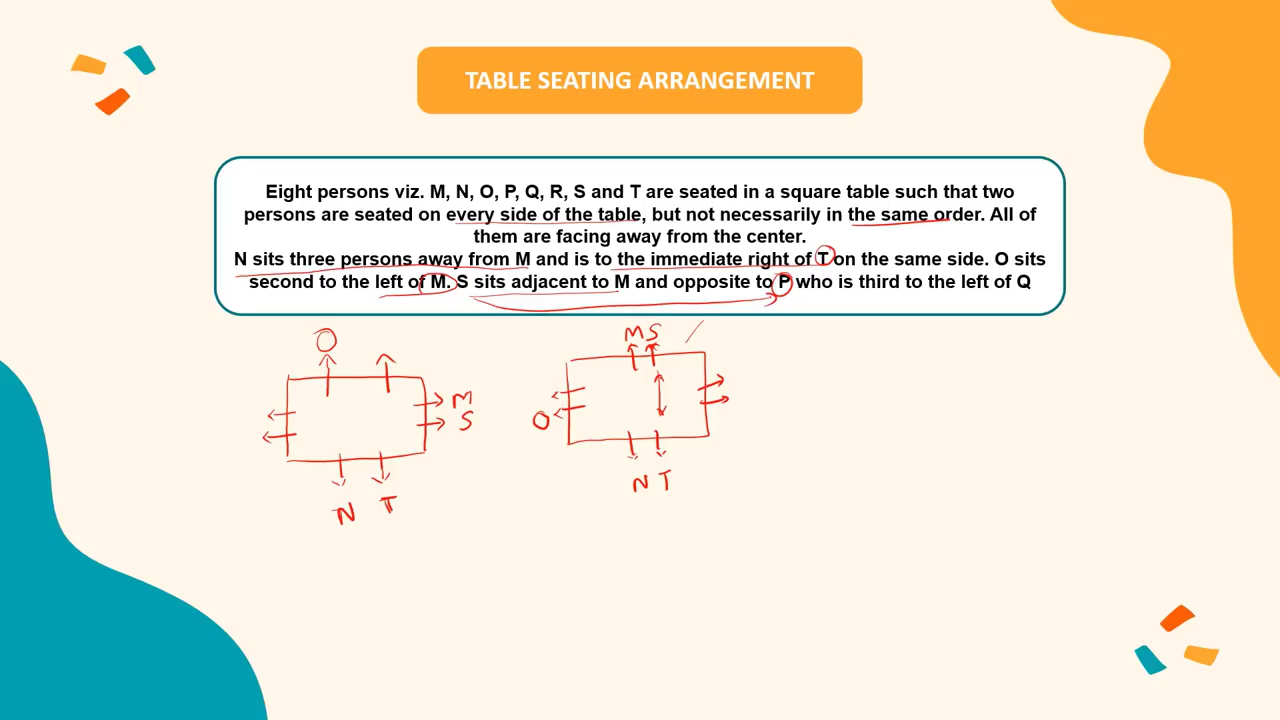 TABLE SEATING ARRANGEMENT
Eight persons viz. M, N, O, P, Q, R, S and T are seated in a square table such that two
persons are seated on every side of the table, but not necessarily in the same order. All of
them are facing away from the center.
N sits three persons away from M and is to the immediate right of T on the same side. O sits
second to the left of M. S sits adjacent to M and opposite to P who is third to the left of Q
O
M
S
N T
M S
O
N T